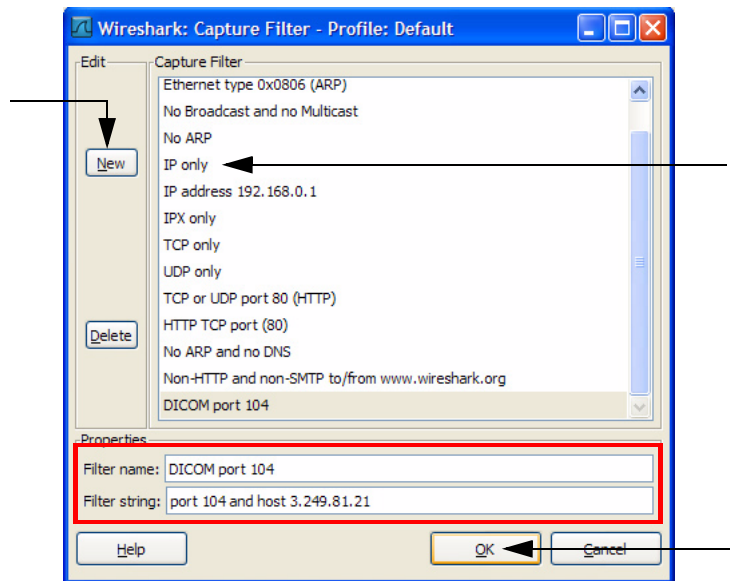 Wireshark: Capture Filter - Profile: Default
Edit
Capture Filter
Ethernet type 0x0806 (ARP)
No Broadcast and no Multicast
No ARP
New
IP only
IP address 192.168.0.1
IPX only
TCP only
UDP only
TCP or UDP port 80 (HTTP)
Delete
HTTP TCP port (80)
No ARP and no DNS
Non-HTTP and non-SMTP to/from www.wireshark.org
DICOM port 104
Properties
Filter name: DICOM port 104
Filter string: port 104 and host 3.249.81.21
Help
OK
Cancel